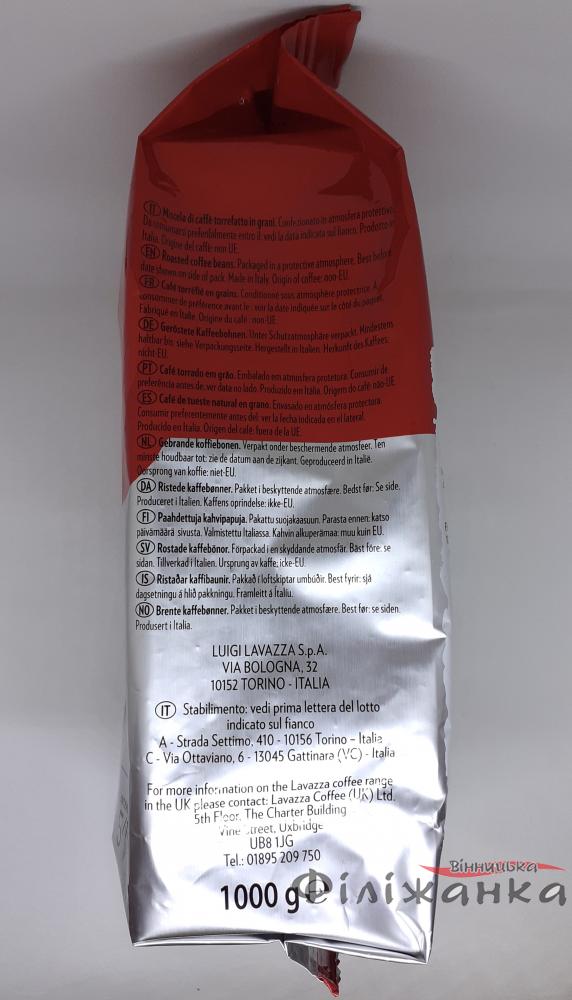 IT Miscela di caffè torrefatto in grani. Confezionato in atmosfera protettiva.
Da consumarsi preferibilmente entro il: vedi la data indicata sul fianco. Prodotto in
Italia. Origine del caffè: non UE.
EN Roasted coffee beans. Packaged in a protective atmosphere. Best before
date shown on side of pack. Made in Italy. Origin of coffee: non-EU.
FR Café torréfié en grains. Conditionné sous atmosphère protectrice. A
consommer de préférence avant le: voir la date indiquée sur le côté du paquet.
Fabriqué en Italie. Origine du café: non-UE.
DE Geröstete Kaffeebohnen. Unter Schutzatmosphäre verpackt. Mindestens
haltbar bis: siehe Verpackungsseite. Hergestellt in Italien. Herkunft des Kaffees:
nicht-EU.
PT Café torrado em grão. Embalado em atmosfera protetora. Consumir de
preferência antes de: ver data no lado. Produzido em Itália. Origem do café: não-UE
ES Café de tueste natural en grano. Envasado en atmósfera protectora.
Consumir preferentemente antes del: ver la fecha indicada en el lateral.
Producido en Italia. Origen del café: fuera de la UE.
NL Gebrande koffiebonen. Verpakt onder beschermende atmosfeer. Ten
minste houdbaar tot: zie de datum aan de zijkant. Geproduceerd in Italië.
Oorsprong van koffie: niet-EU.
DA Ristede kaffebønner. Pakket i beskyttende atmosfære. Bedst før: Se side.
Produceret i Italien. Kaffens oprindelse: ikke-EU.
FI Paahdettuja kahvipapuja. Pakattu suojakaasuun. Parasta ennen: katso
päivämäärä sivusta. Valmistettu Italiassa. Kahvin alkuperämaa: muu kuin EU.
SV Rostade kaffebönor. Förpackad i en skyddande atmosfär. Bäst före: se
sidan. Tillverkad i Italien. Ursprung av kaffe: icke-EU.
IS Ristaðar kaffibaunir. Pakkað í loftskiptar umbúðir. Best fyrir: sjá
dagsetningu á hlið pakkningu. Framleitt á Ítalíu.
NO Brente kaffebønner. Pakket i beskyttende atmosfære. Best før: se siden.
Produsert i Italia.
LUIGI LAVAZZA S.p.A.
VIA BOLOGNA, 32
10152 TORINO - ITALIA
IT Stabilimento: vedi prima lettera del lotto
indicato sul fianco
A - Strada Settimo, 410 - 10156 Torino - Italia
C - Via Ottaviano, 6 - 13045 Gattinara (VC) - Italia
For more information on the Lavazza coffee range
in the UK please contact: Lavazza Coffee (UK) Ltd.
5th Floor, The Charter Building
Vine Street, Uxbridge
UB8 1JG
Tel.: 01895 209 750
1000 g e
Вінницька
Філіжанка